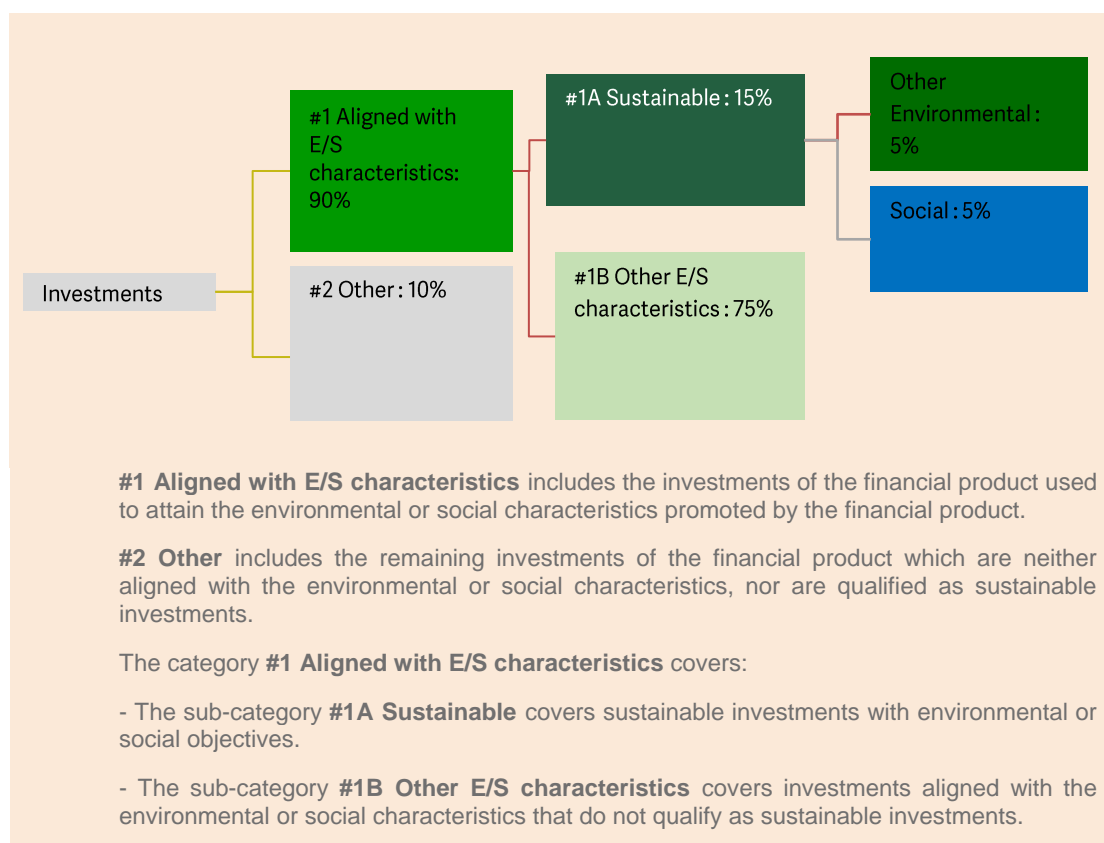 Investments
#1 Aligned with
E/S
characteristics:
90%
#2 Other : 10%
#1A Sustainable : 15%
#1B Other E/S
characteristics : 75%
Other
Environmental :
5%
Social : 5%
#1 Aligned with E/S characteristics includes the investments of the financial product used
to attain the environmental or social characteristics promoted by the financial product.
#2 Other includes the remaining investments of the financial product which are neither
aligned with the environmental or social characteristics, nor are qualified as sustainable
investments.
The category #1 Aligned with E/S characteristics covers:
- The sub-category #1A Sustainable covers sustainable investments with environmental or
social objectives.
- The sub-category #1B Other E/S characteristics covers investments aligned with the
environmental or social characteristics that do not qualify as sustainable investments.